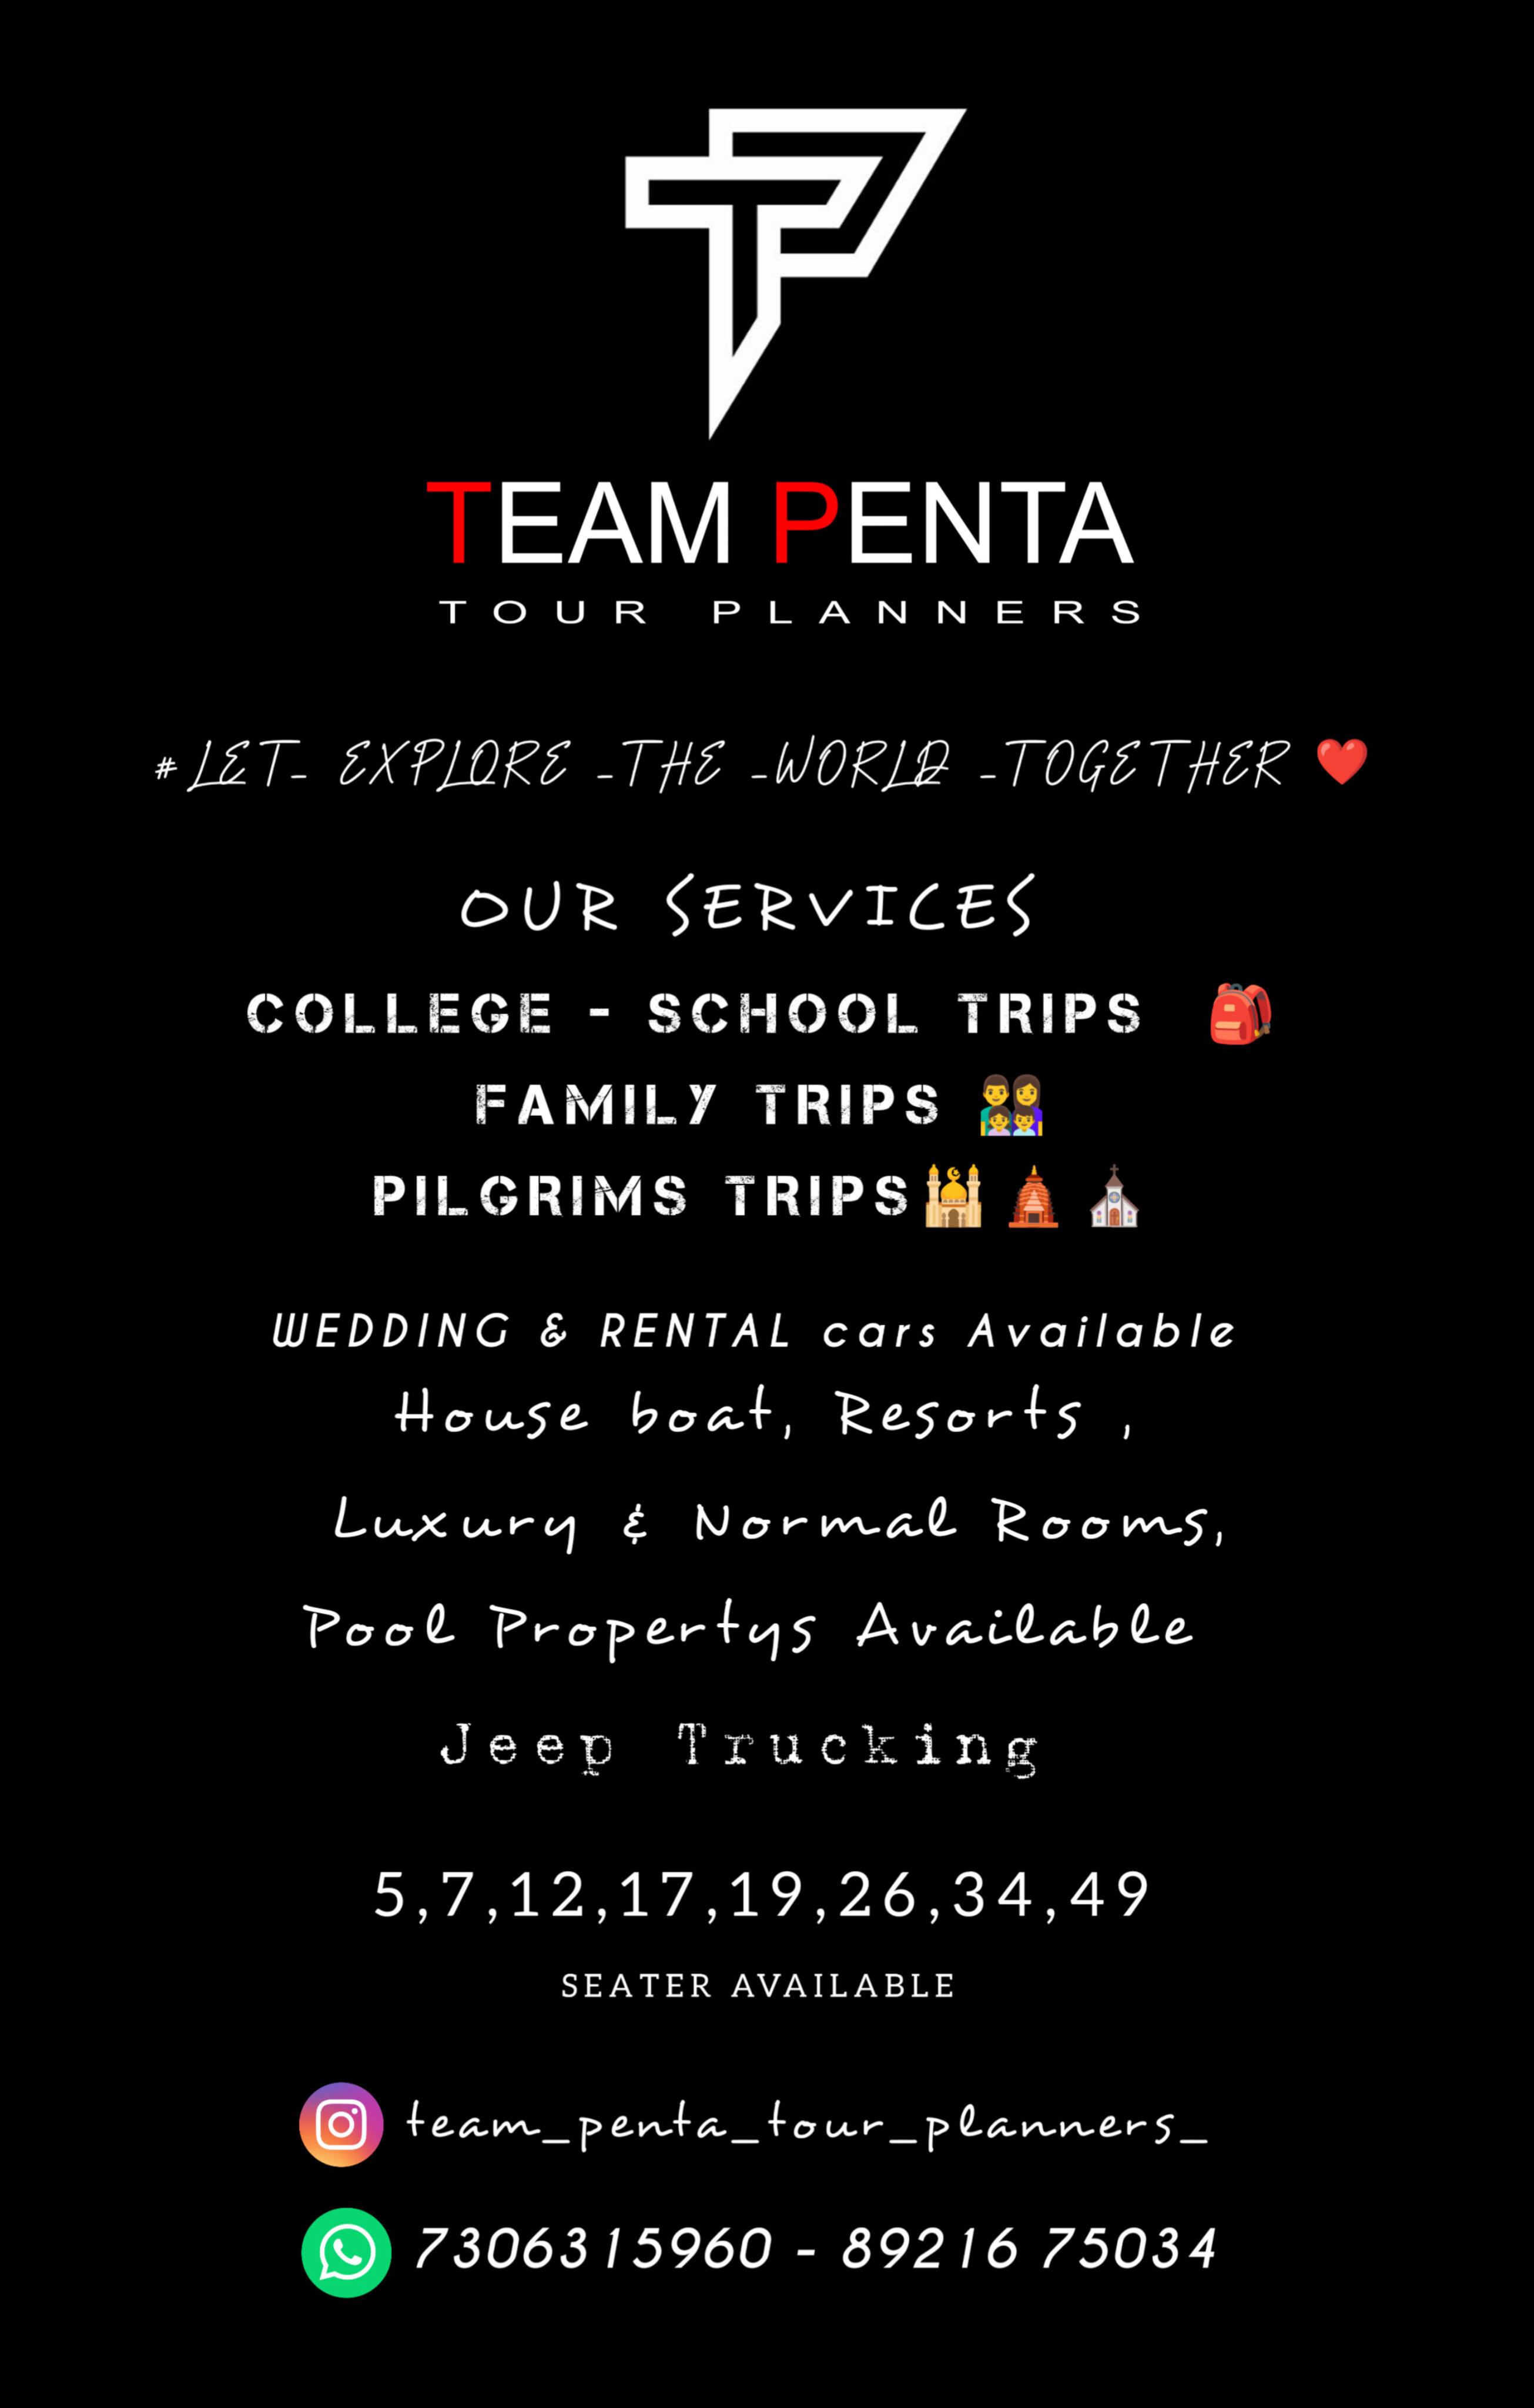 TEAM PENTA
TOUR PLANNERS
#LET- EXPLORE -THE -WORLD -TOGETHER ❤️
OUR SERVICES
COLLEGE - SCHOOL TRIPS 🎒
FAMILY TRIPS 👨‍👩‍👧‍👦
PILGRIMS TRIPS 🕌 🛕 ⛪
WEDDING & RENTAL cars Available
House boat, Resorts ,
Luxury & Normal Rooms,
Pool Propertys Available
Jeep Trucking
5,7,12,17,19,26,34,49
SEATER AVAILABLE
team_penta_tour_planners_
7306315960 - 89216 75034